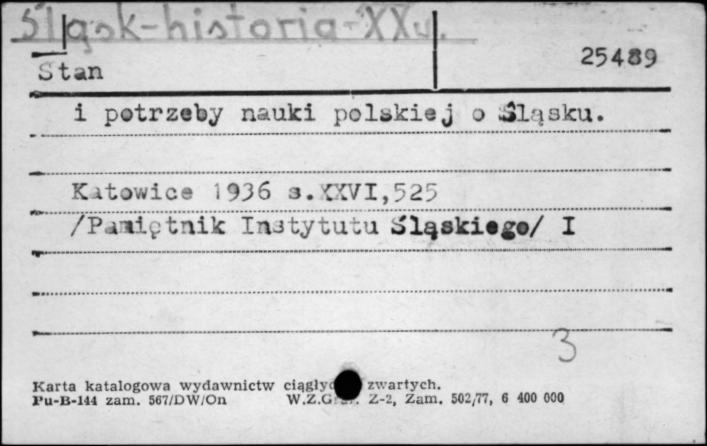 Śląsk-historia-XXw.
Stan
25489
i potrzeby nauki polskiej o Śląsku.
Katowice 1936 s.XXVI,525
/Pamiętnik Instytutu Śląskiego/ I
3
Karta katalogowa wydawnictw zwartych.
Pu-B-144 zam. 567/DW/On W.Z.Graf. Z-2, Zam. 502/77, 6 400 000